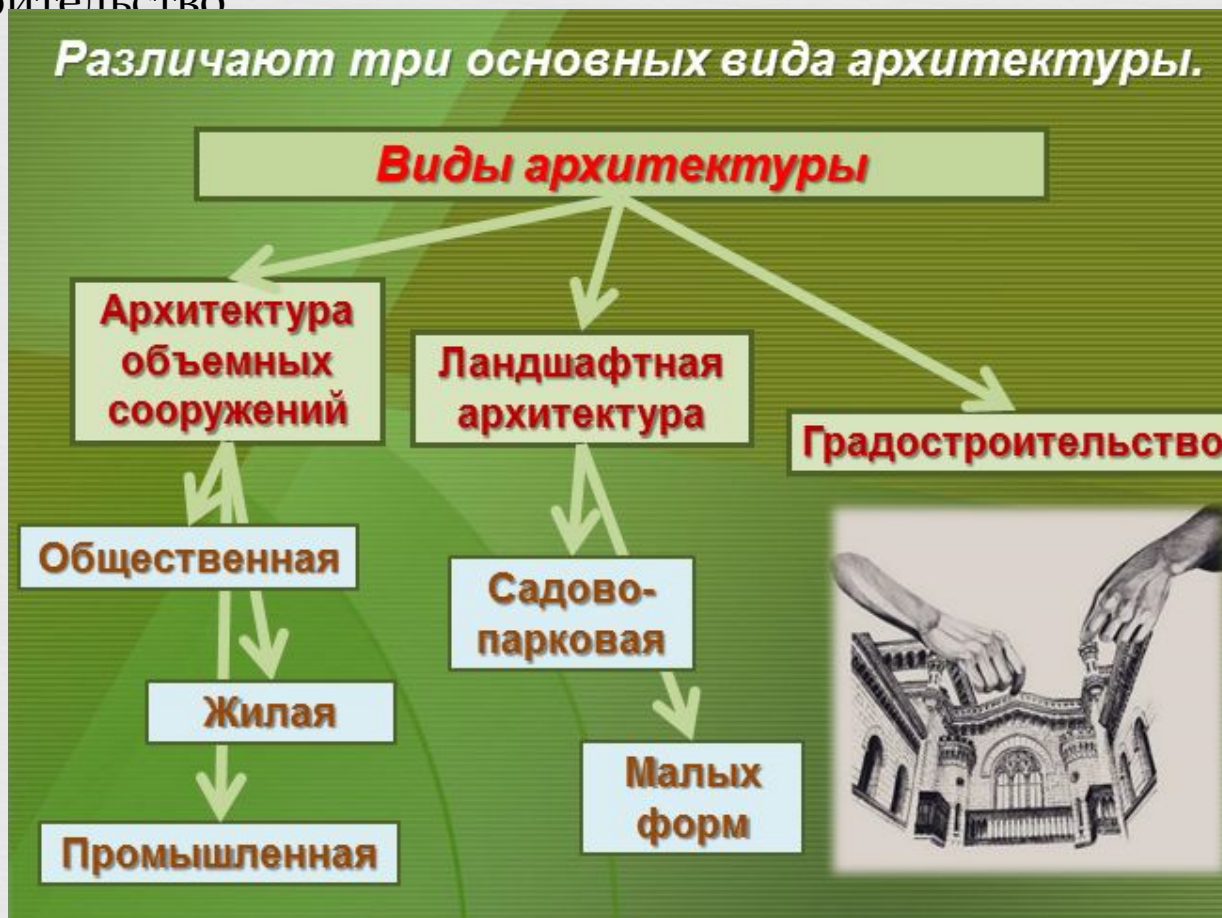 Различают три основных вида архитектуры.
Виды архитектуры
Архитектура
объемных
сооружений
Ландшафтная
архитектура
Градостроительство
Общественная
Садово-
парковая
Жилая
Малых
форм
Промышленная